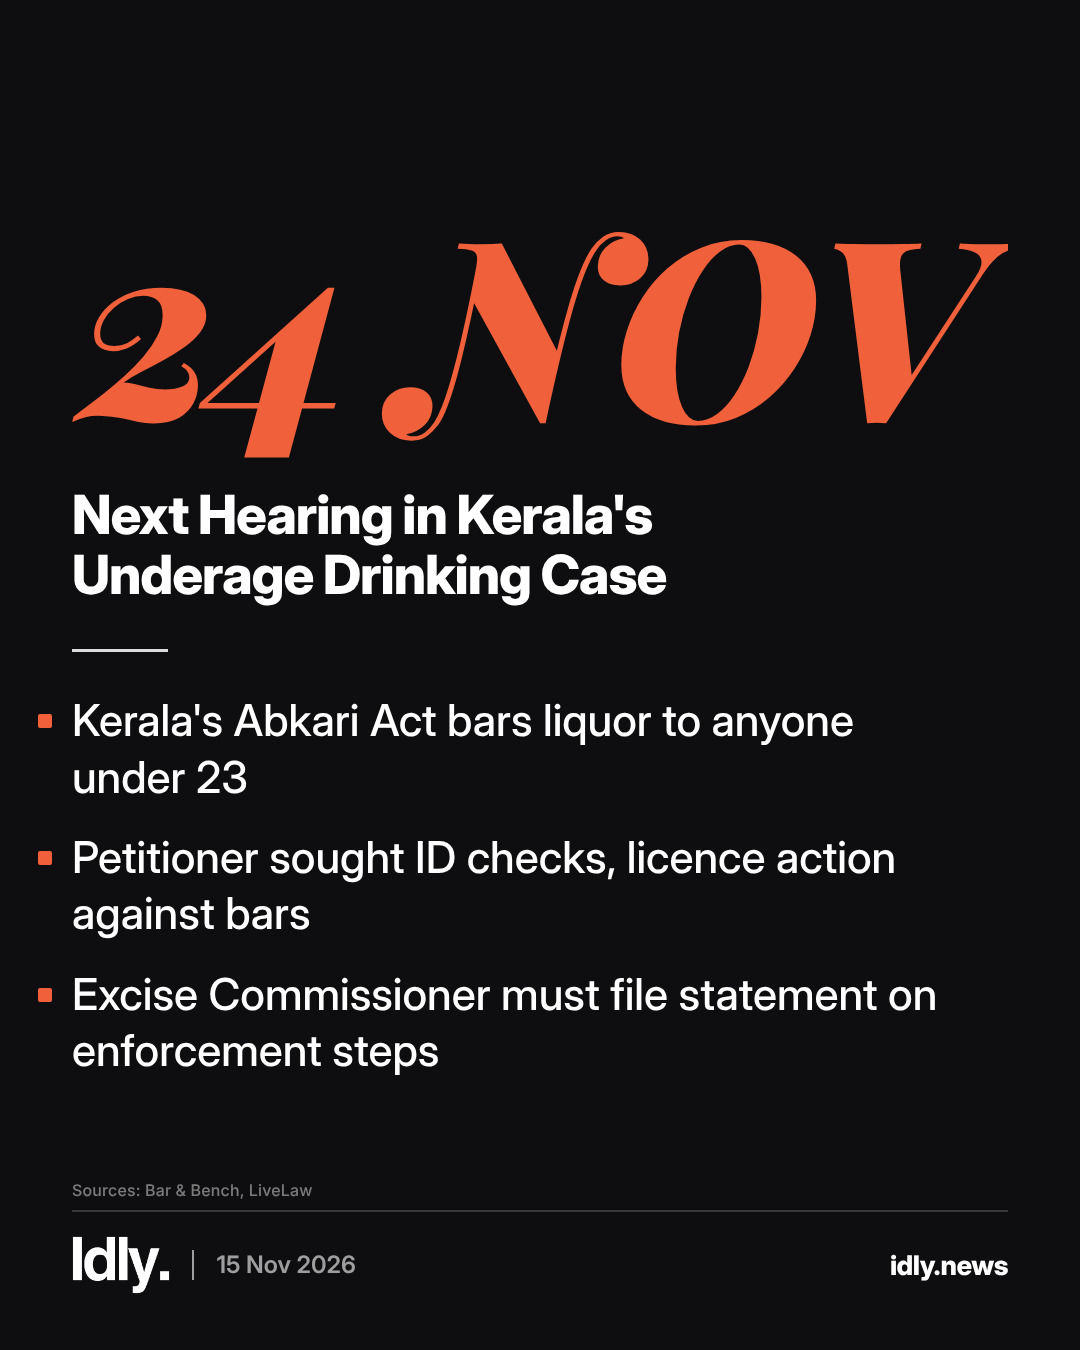 24 NOV
Next Hearing in Kerala's
Underage Drinking Case
Kerala's Abkari Act bars liquor to anyone
under 23
Petitioner sought ID checks, licence action
against bars
Excise Commissioner must file statement on
enforcement steps
Sources: Bar & Bench, LiveLaw
Idly. | 15 Nov 2026
idly.news